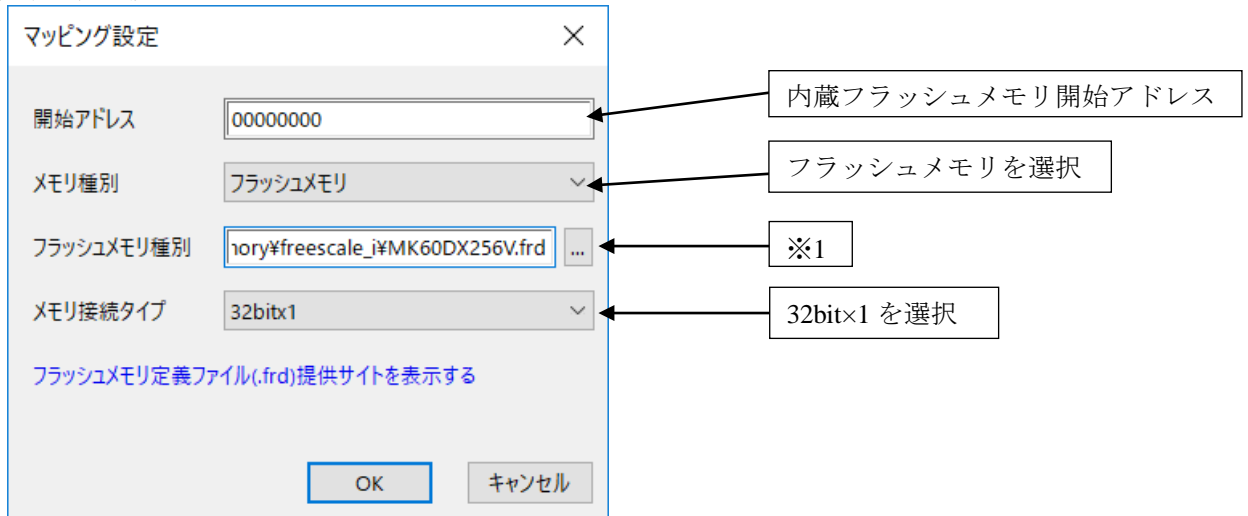 マッピング設定
開始アドレス 00000000 内蔵フラッシュメモリ開始アドレス
メモリ種別 フラッシュメモリ フラッシュメモリを選択
フラッシュメモリ種別 nory¥freescale_i¥MK60DX256V.frd ... ※1
メモリ接続タイプ 32bitx1 32bit×1 を選択
フラッシュメモリ定義ファイル(.frd)提供サイトを表示する
OK キャンセル